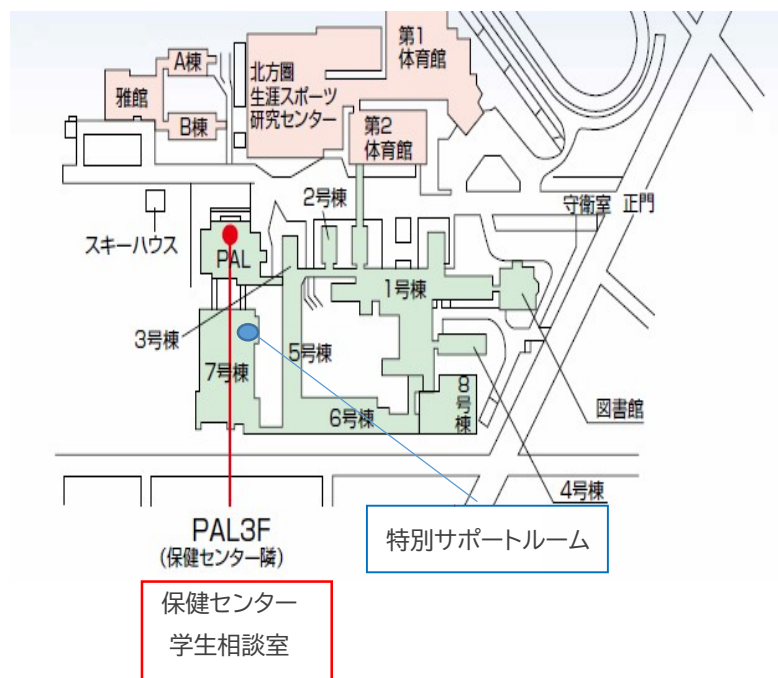 第1
体育館
A棟
北方圏
生涯スポーツ
研究センター
雅館
B棟
第2
体育館
2号棟
守衛室 正門
スキーハウス
PAL
1号棟
3号棟
5号棟
7号棟
8号棟
図書館
6号棟
4号棟
PAL3F
(保健センター隣)
特別サポートルーム
保健センター
学生相談室